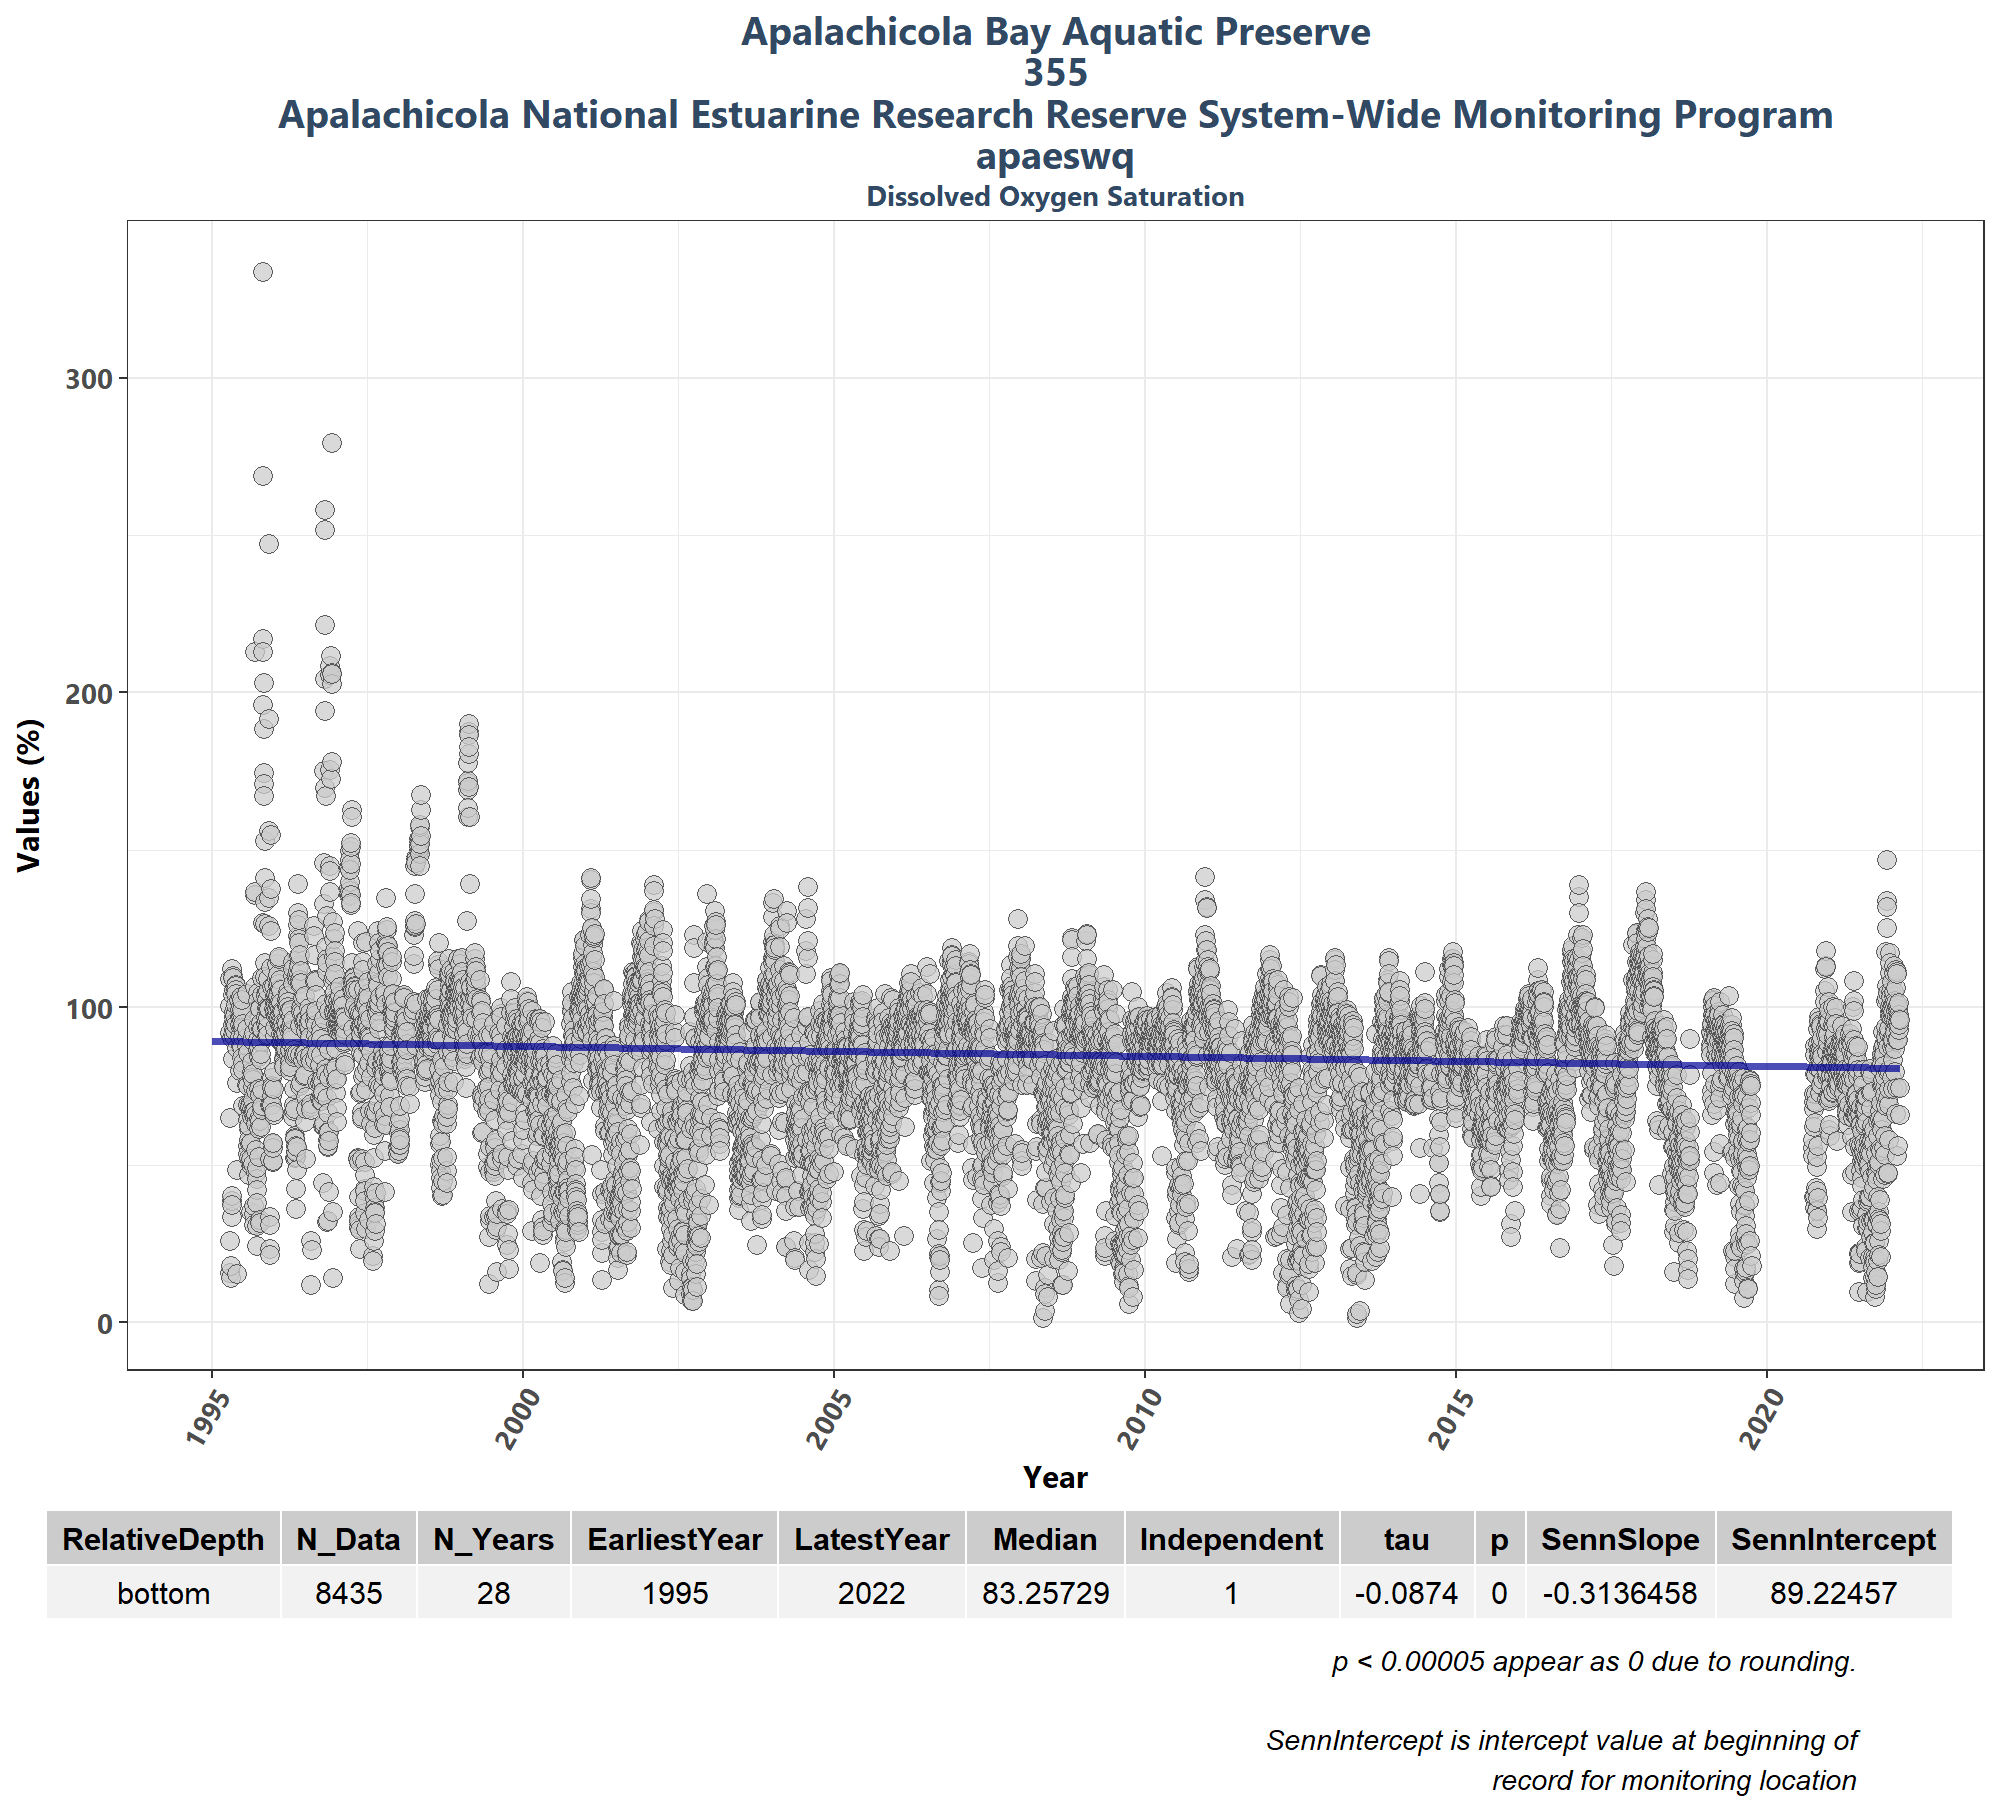 Apalachicola Bay Aquatic Preserve
355
Apalachicola National Estuarine Research Reserve System-Wide Monitoring Program
apaeswq
Dissolved Oxygen Saturation
Values (%)
300
200
100
0
1995
2000
2005
2010
2015
2020
Year
RelativeDepth N_Data N_Years EarliestYear LatestYear Median Independent tau p SennSlope SennIntercept
bottom 8435 28 1995 2022 83.25729 1 -0.0874 0 -0.3136458 89.22457
p < 0.00005 appear as 0 due to rounding.
SennIntercept is intercept value at beginning of
record for monitoring location